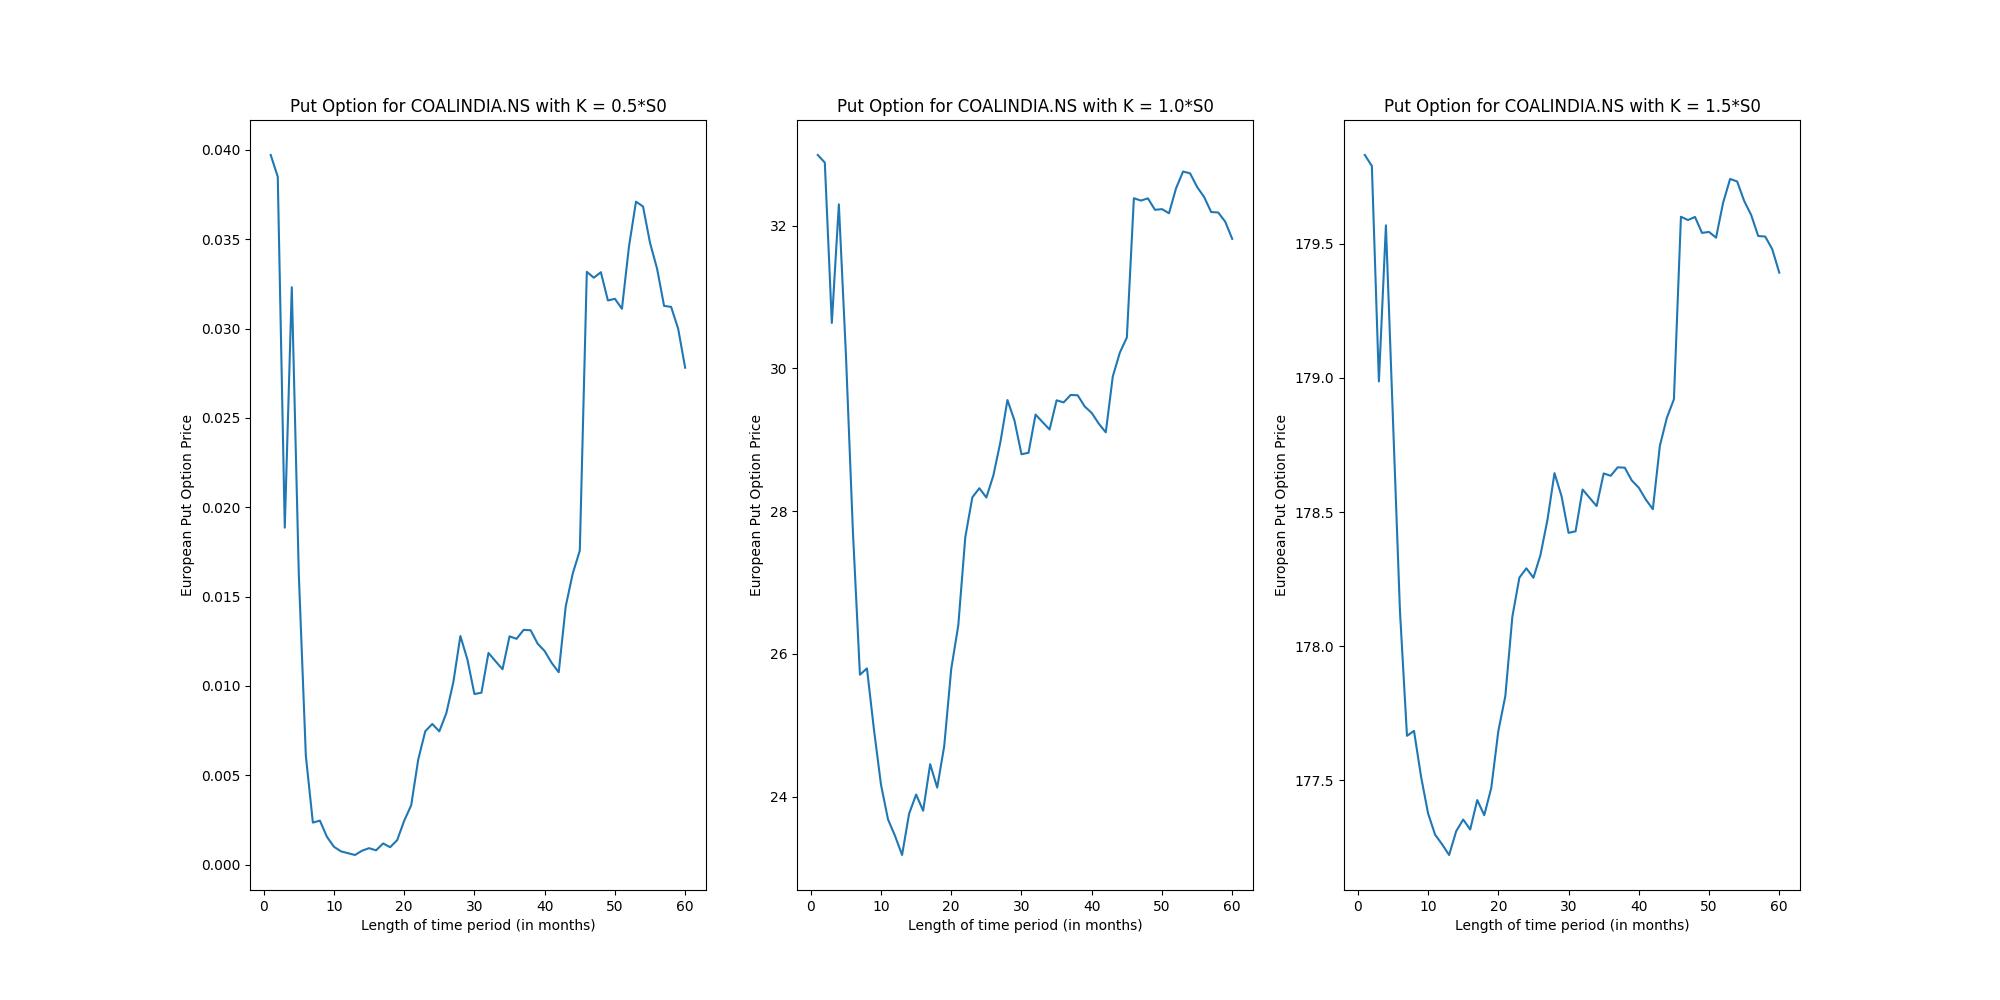 Put Option for COALINDIA.NS with K = 0.5*S0
European Put Option Price
0.040
0.035
0.030
0.025
0.020
0.015
0.010
0.005
0.000
0 10 20 30 40 50 60
Length of time period (in months)
Put Option for COALINDIA.NS with K = 1.0*S0
European Put Option Price
32
30
28
26
24
0 10 20 30 40 50 60
Length of time period (in months)
Put Option for COALINDIA.NS with K = 1.5*S0
European Put Option Price
179.5
179.0
178.5
178.0
177.5
0 10 20 30 40 50 60
Length of time period (in months)